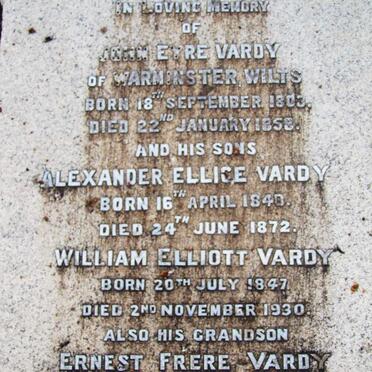 IN LOVING MEMORY
OF
JOHN EYRE VARDY
OF WARMINSTER WILTS
BORN 18TH SEPTEMBER 1803.
DIED 22ND JANUARY 1858.
AND HIS SONS
ALEXANDER ELLICE VARDY
BORN 16TH APRIL 1840.
DIED 24TH JUNE 1872.
WILLIAM ELLIOTT VARDY
BORN 20TH JULY 1847
DIED 2ND NOVEMBER 1930.
ALSO HIS GRANDSON
ERNEST FRERE VARDY